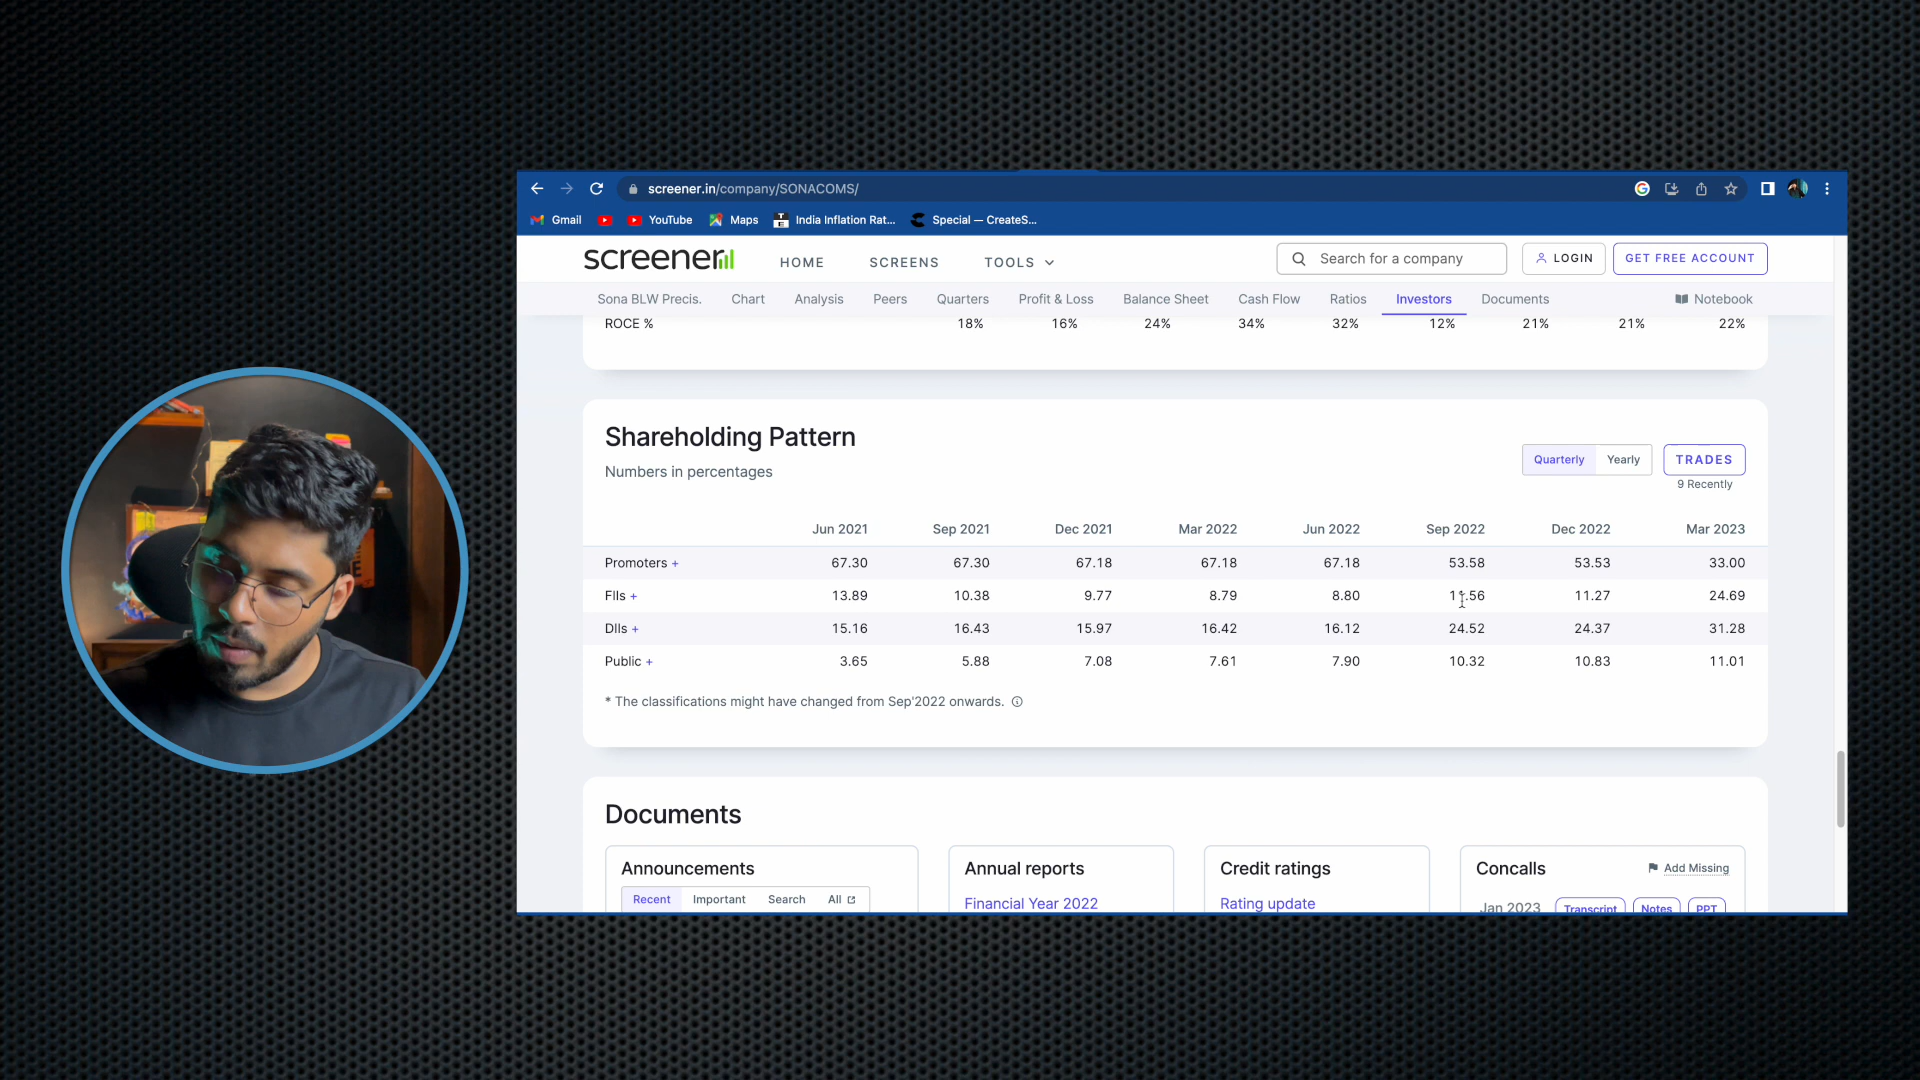 screener.in/company/SONACOMS/
Gmail YouTube Maps India Inflation Rat... Special — CreateS...
screener HOME SCREENS TOOLS Search for a company LOGIN GET FREE ACCOUNT
Sona BLW Precis. Chart Analysis Peers Quarters Profit & Loss Balance Sheet Cash Flow Ratios Investors Documents Notebook
ROCE % 18% 16% 24% 34% 32% 12% 21% 21% 22%
Shareholding Pattern
Numbers in percentages
Quarterly Yearly TRADES
9 Recently
Jun 2021 Sep 2021 Dec 2021 Mar 2022 Jun 2022 Sep 2022 Dec 2022 Mar 2023
Promoters + 67.30 67.30 67.18 67.18 67.18 53.58 53.53 33.00
FIIs + 13.89 10.38 9.77 8.79 8.80 11.56 11.27 24.69
DIIs + 15.16 16.43 15.97 16.42 16.12 24.52 24.37 31.28
Public + 3.65 5.88 7.08 7.61 7.90 10.32 10.83 11.01
* The classifications might have changed from Sep'2022 onwards.
Documents
Announcements Annual reports Credit ratings Concalls Add Missing
Recent Important Search All Financial Year 2022 Rating update Jan 2023 Transcript Notes PPT